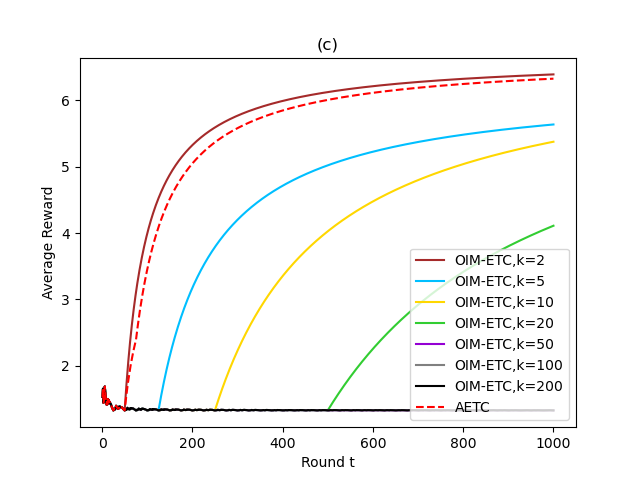 (c)
Average Reward
6
5
4
3
2
0
200
400
600
800
1000
Round t
OIM-ETC,k=2
OIM-ETC,k=5
OIM-ETC,k=10
OIM-ETC,k=20
OIM-ETC,k=50
OIM-ETC,k=100
OIM-ETC,k=200
AETC